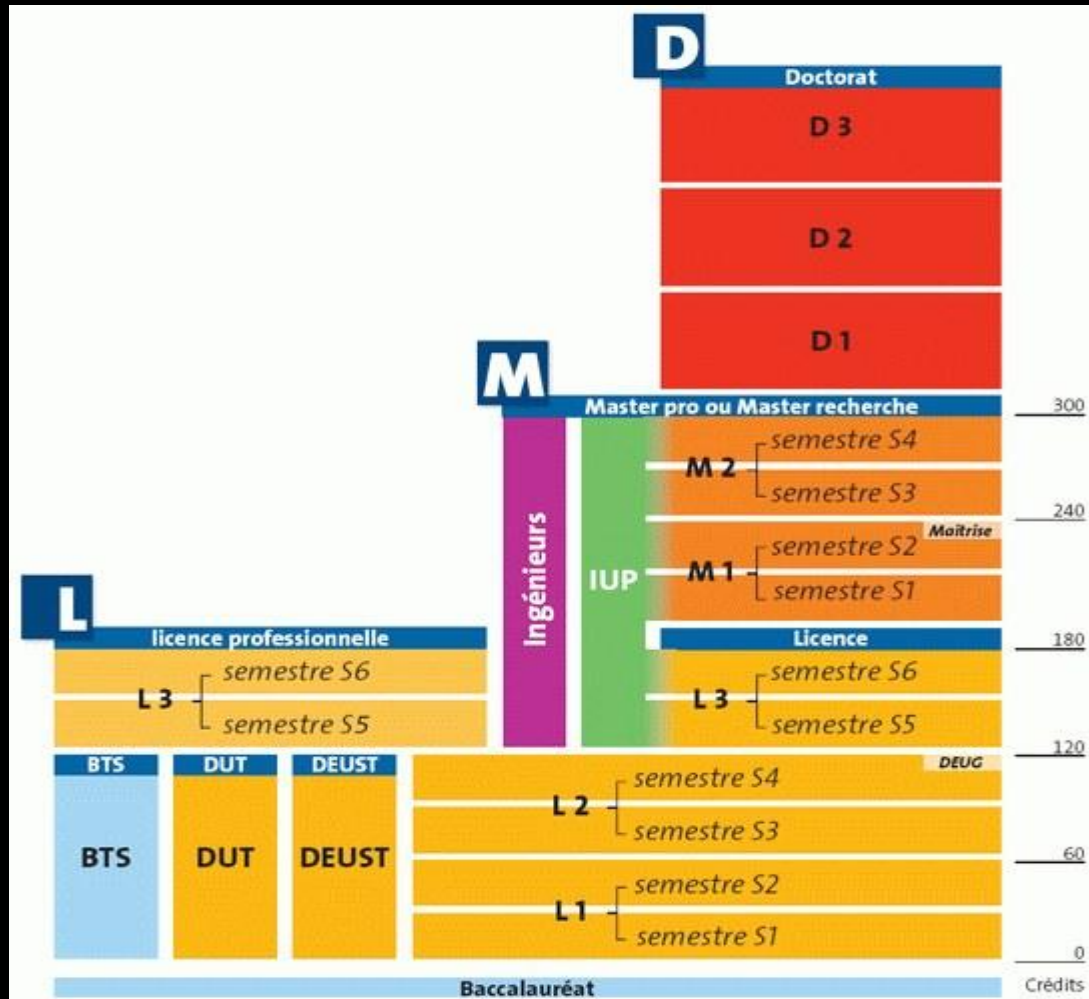 D
Doctorat
D 3
D 2
D 1
M
Master pro ou Master recherche
300
semestre S4
M 2
semestre S3
240
Maîtrise
semestre S2
M 1
semestre S1
Ingénieurs
IUP
L
licence professionnelle
Licence
180
semestre S6
L 3
semestre S5
semestre S6
L 3
semestre S5
120
BTS
DUT
DEUST
DEUG
semestre S4
L 2
semestre S3
BTS
DUT
DEUST
60
semestre S2
L 1
semestre S1
0
Baccalauréat
Crédits